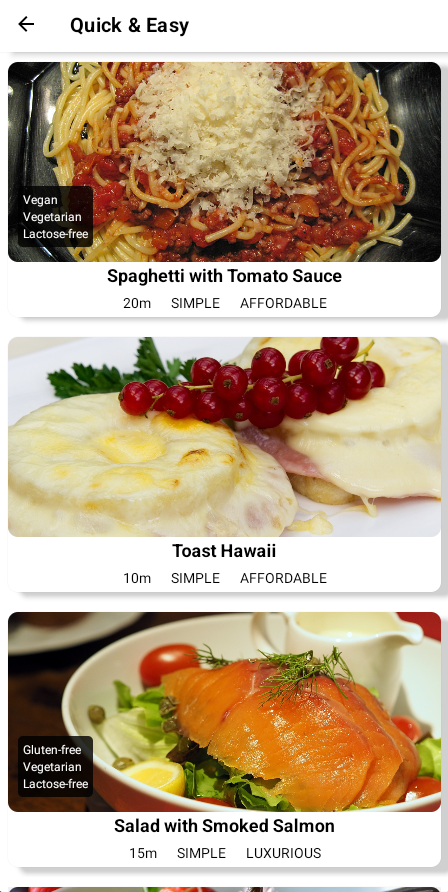 Quick & Easy
Vegan
Vegetarian
Lactose-free
Spaghetti with Tomato Sauce
20m SIMPLE AFFORDABLE
Toast Hawaii
10m SIMPLE AFFORDABLE
Gluten-free
Vegetarian
Lactose-free
Salad with Smoked Salmon
15m SIMPLE LUXURIOUS